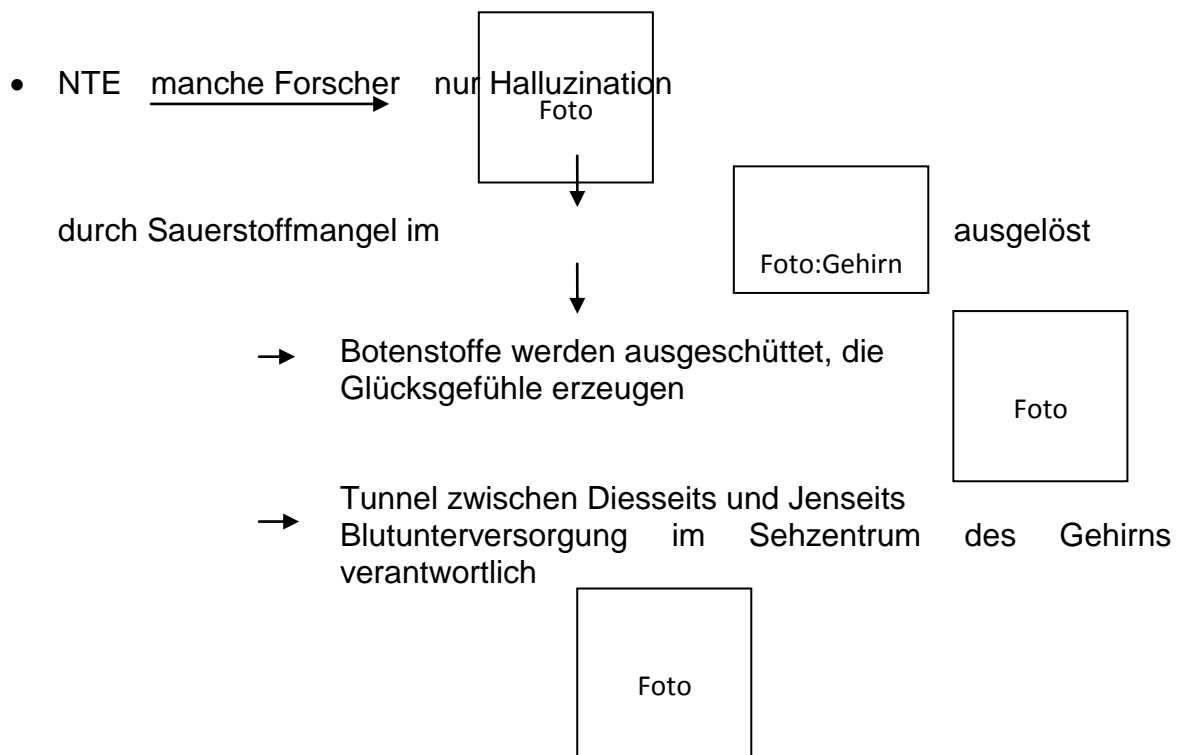 • NTE manche Forscher nur Halluzination
Foto
durch Sauerstoffmangel im ausgelöst
Foto:Gehirn
Botenstoffe werden ausgeschüttet, die
Glücksgefühle erzeugen
Foto
Tunnel zwischen Diesseits und Jenseits
Blutunterversorgung im Sehzentrum des Gehirns
verantwortlich
Foto